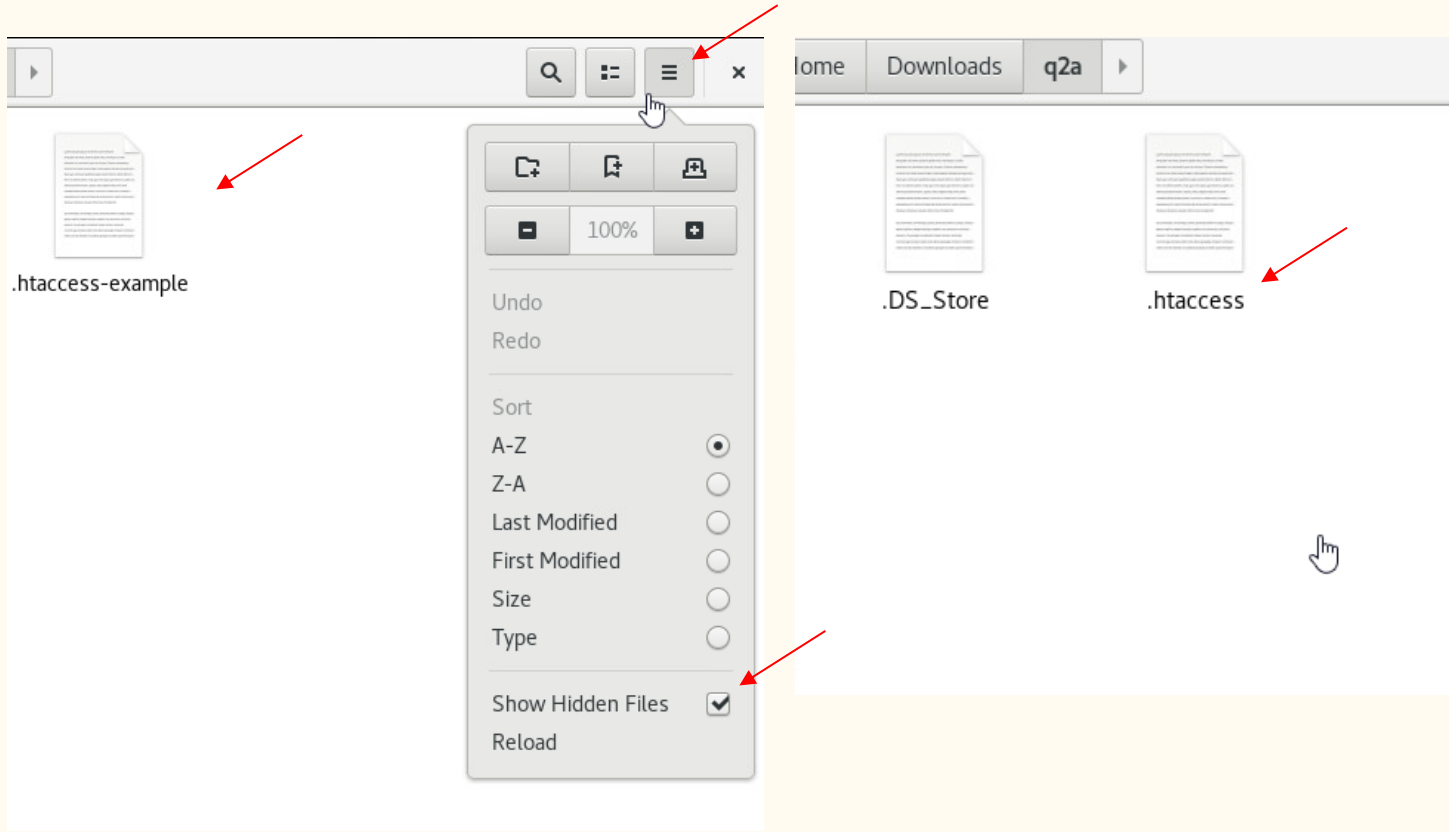 .htaccess-example
100%
Undo
Redo
Sort
A-Z
Z-A
Last Modified
First Modified
Size
Type
Show Hidden Files
Reload
ome Downloads q2a
.DS_Store .htaccess